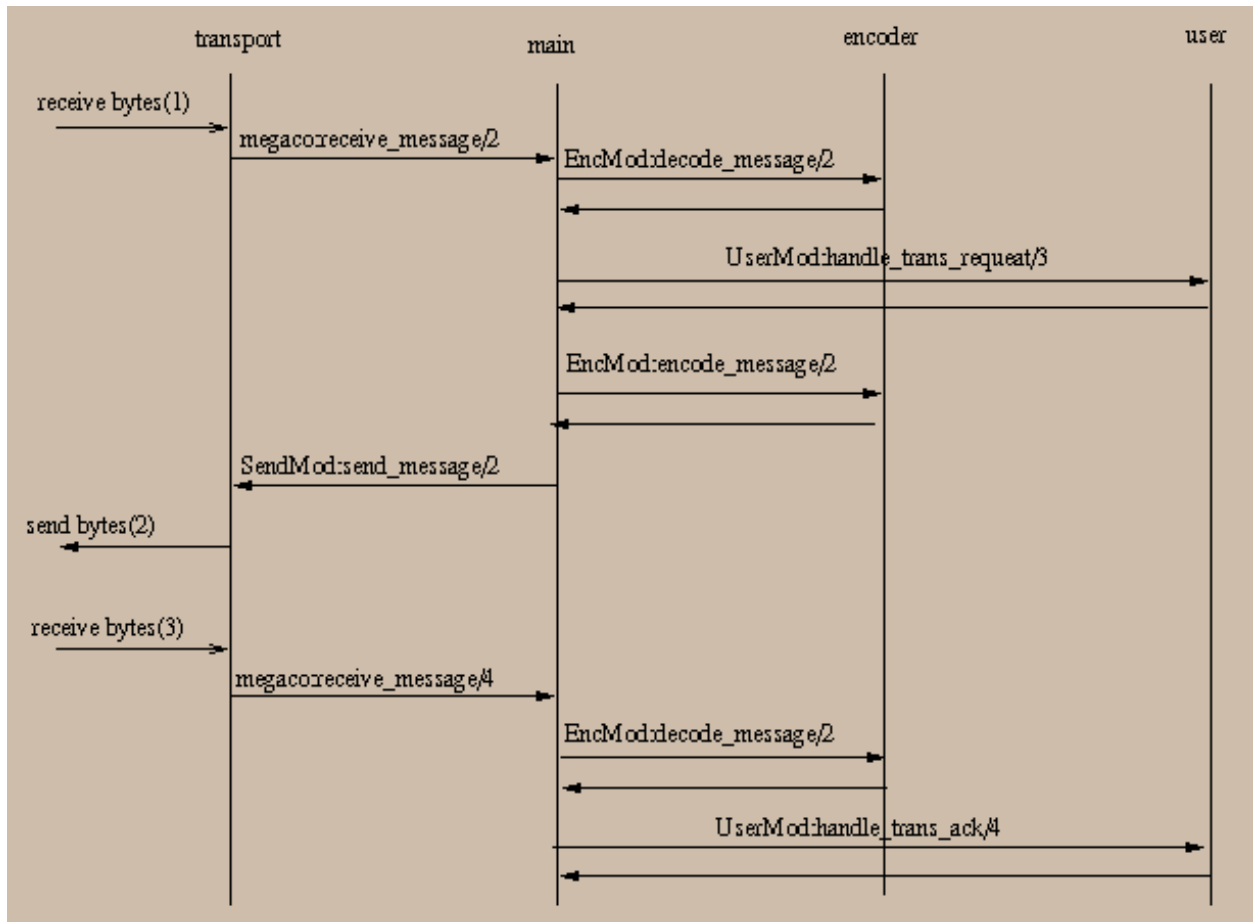 transport
main
encoder
user
receive bytes(1)
megaco:receive_message/2
EncMod:decode_message/2
UserMod:handle_trans_requeat/3
EncMod:encode_message/2
SendMod:send_message/2
send bytes(2)
receive bytes(3)
megaco:receive_message/4
EncMod:decode_message/2
UserMod:handle_trans_ack/4